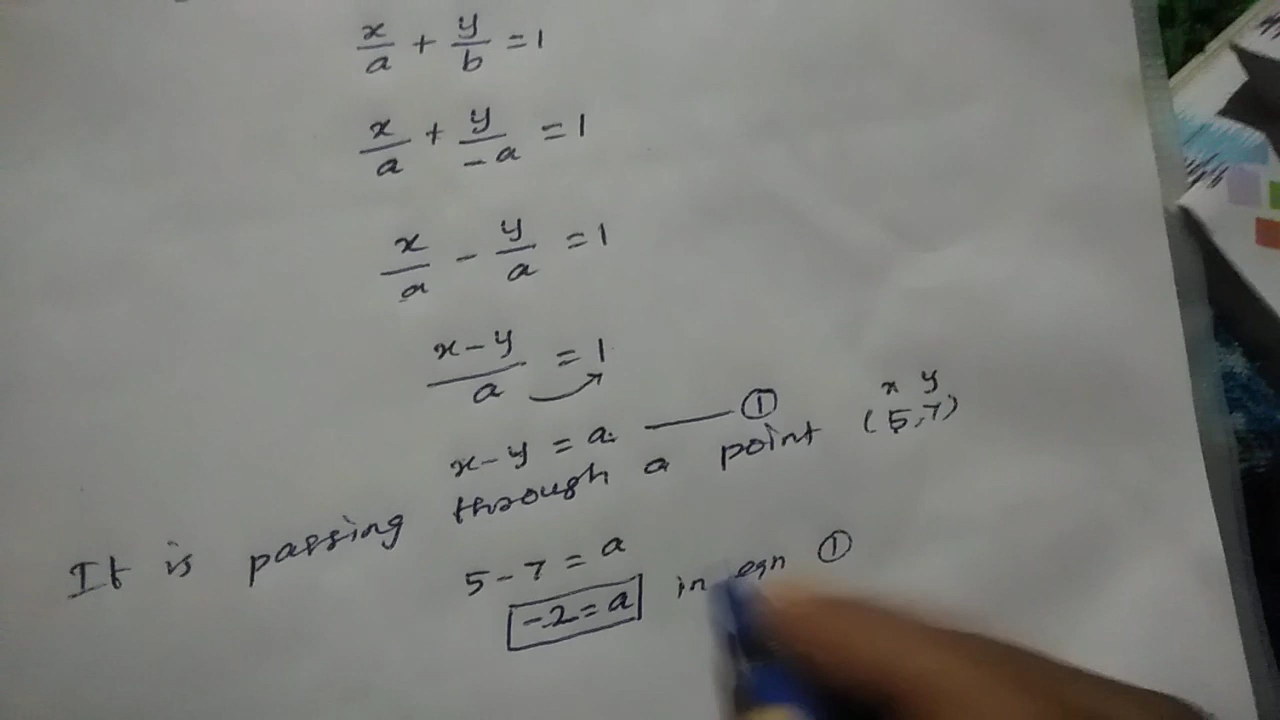 x/a + y/b = 1
x/a + y/-a = 1
x/a - y/a = 1
x-y/a = 1
x-y = a. ——— ①
x y
It is passing through a point (5,7)
5-7 = a
-2 = a in eqn ①